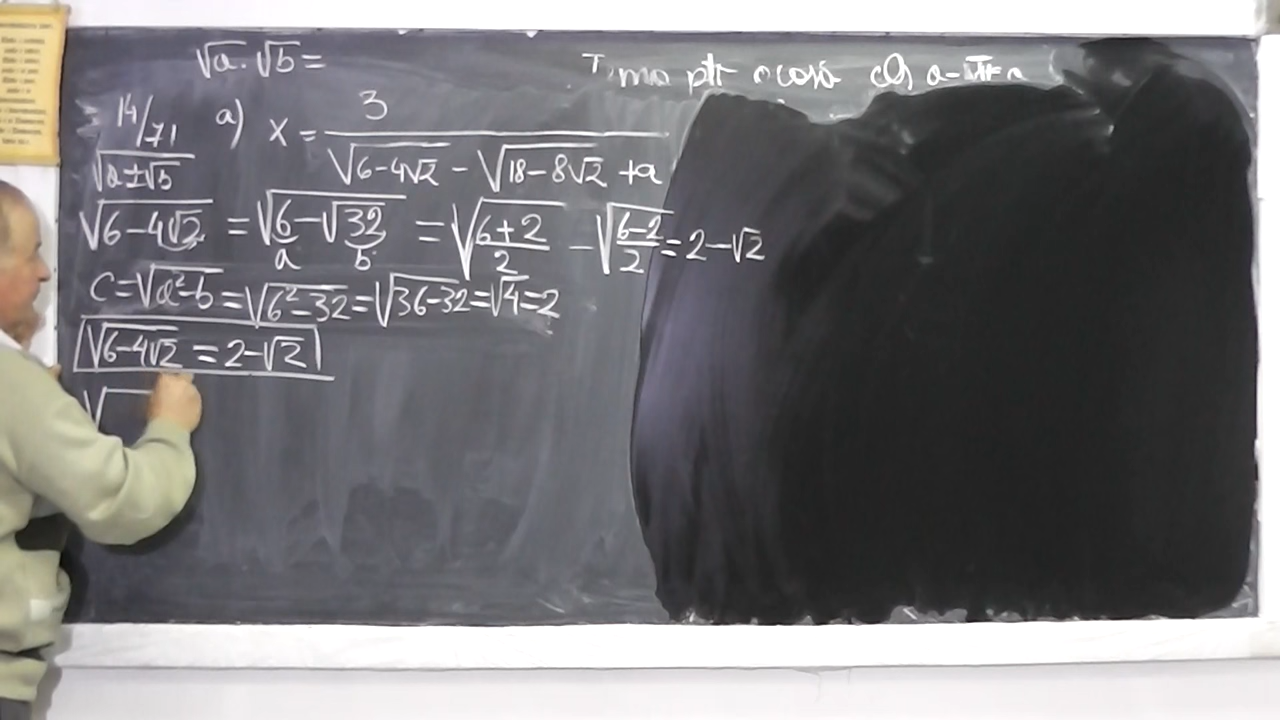 √a · √b =
14/71 a) x = 3 / (√(6-4√2) - √(18-8√2) + a)
√(a±√b)
√(6-4√2) = √(6-√32) = √((6+2)/2) - √((6-2)/2) = 2-√2
a b
c = √(a²-b) = √(6²-32) = √(36-32) = √4 = 2
√(6-4√2) = 2-√2
√